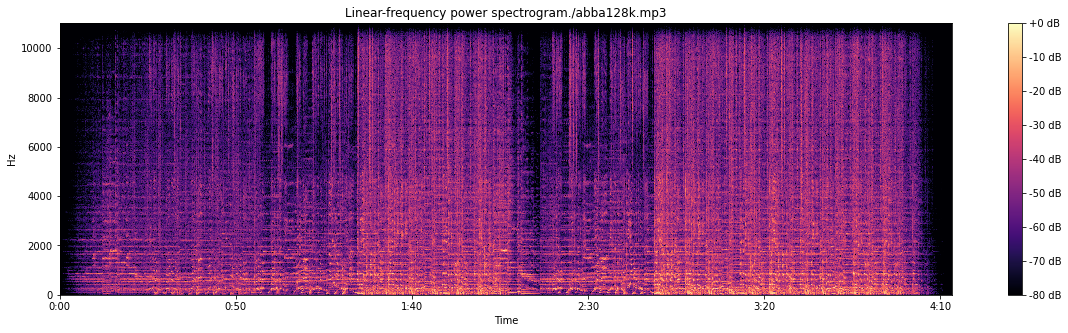 Linear-frequency power spectrogram./abba128k.mp3
10000
8000
6000
4000
2000
0
Hz
0:00
0:50
1:40
2:30
3:20
4:10
Time
+0 dB
-10 dB
-20 dB
-30 dB
-40 dB
-50 dB
-60 dB
-70 dB
-80 dB